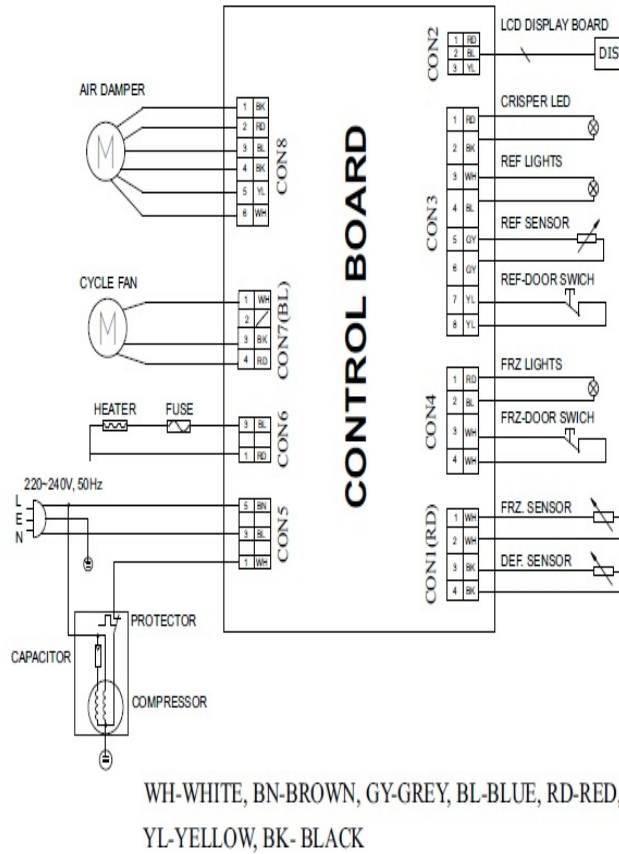 LCD DISPLAY BOARD
CON2
1 RD
2 BL
3 YL
DIS
AIR DAMPER
M
1 BK
2 RD
3 BL
4 BK
5 YL
6 WH
CON8
CONTROL BOARD
CRISPER LED
CON3
1 RD
2 BK
REF LIGHTS
3 WH
4 BL
REF SENSOR
5 GY
6 GY
REF-DOOR SWICH
7 YL
8 YL
CYCLE FAN
M
1 WH
2
3 BK
4 RD
CON7(BL)
FRZ LIGHTS
CON4
1 RD
2 BL
FRZ-DOOR SWICH
3 WH
4 WH
HEATER
FUSE
3 BL
1 RD
CON6
220~240V, 50Hz
L
E
N
5 BN
3 BL
1 WH
CON5
CON1(RD)
FRZ. SENSOR
1 WH
2 WH
DEF. SENSOR
3 BK
4 BK
PROTECTOR
CAPACITOR
COMPRESSOR
WH-WHITE, BN-BROWN, GY-GREY, BL-BLUE, RD-RED,
YL-YELLOW, BK- BLACK